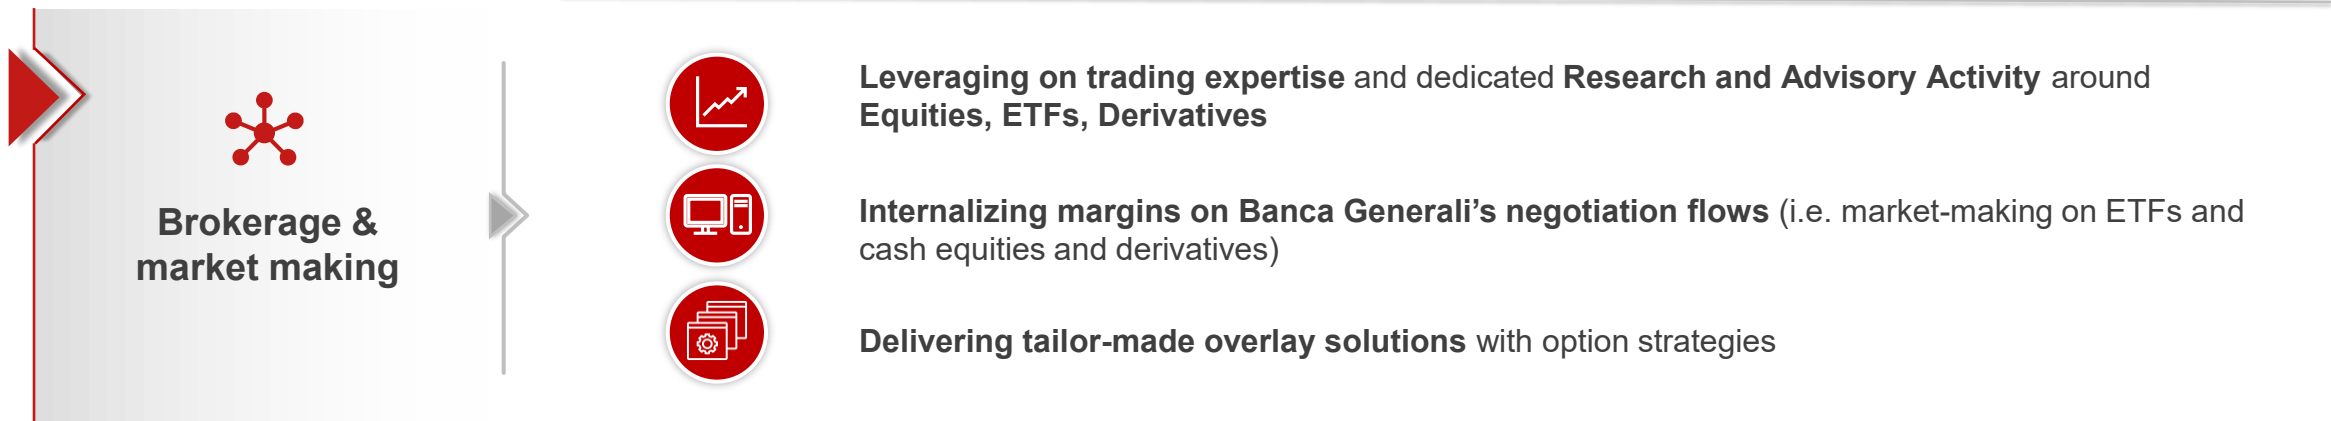 Brokerage &
market making
Leveraging on trading expertise and dedicated Research and Advisory Activity around
Equities, ETFs, Derivatives
Internalizing margins on Banca Generali’s negotiation flows (i.e. market-making on ETFs and
cash equities and derivatives)
Delivering tailor-made overlay solutions with option strategies